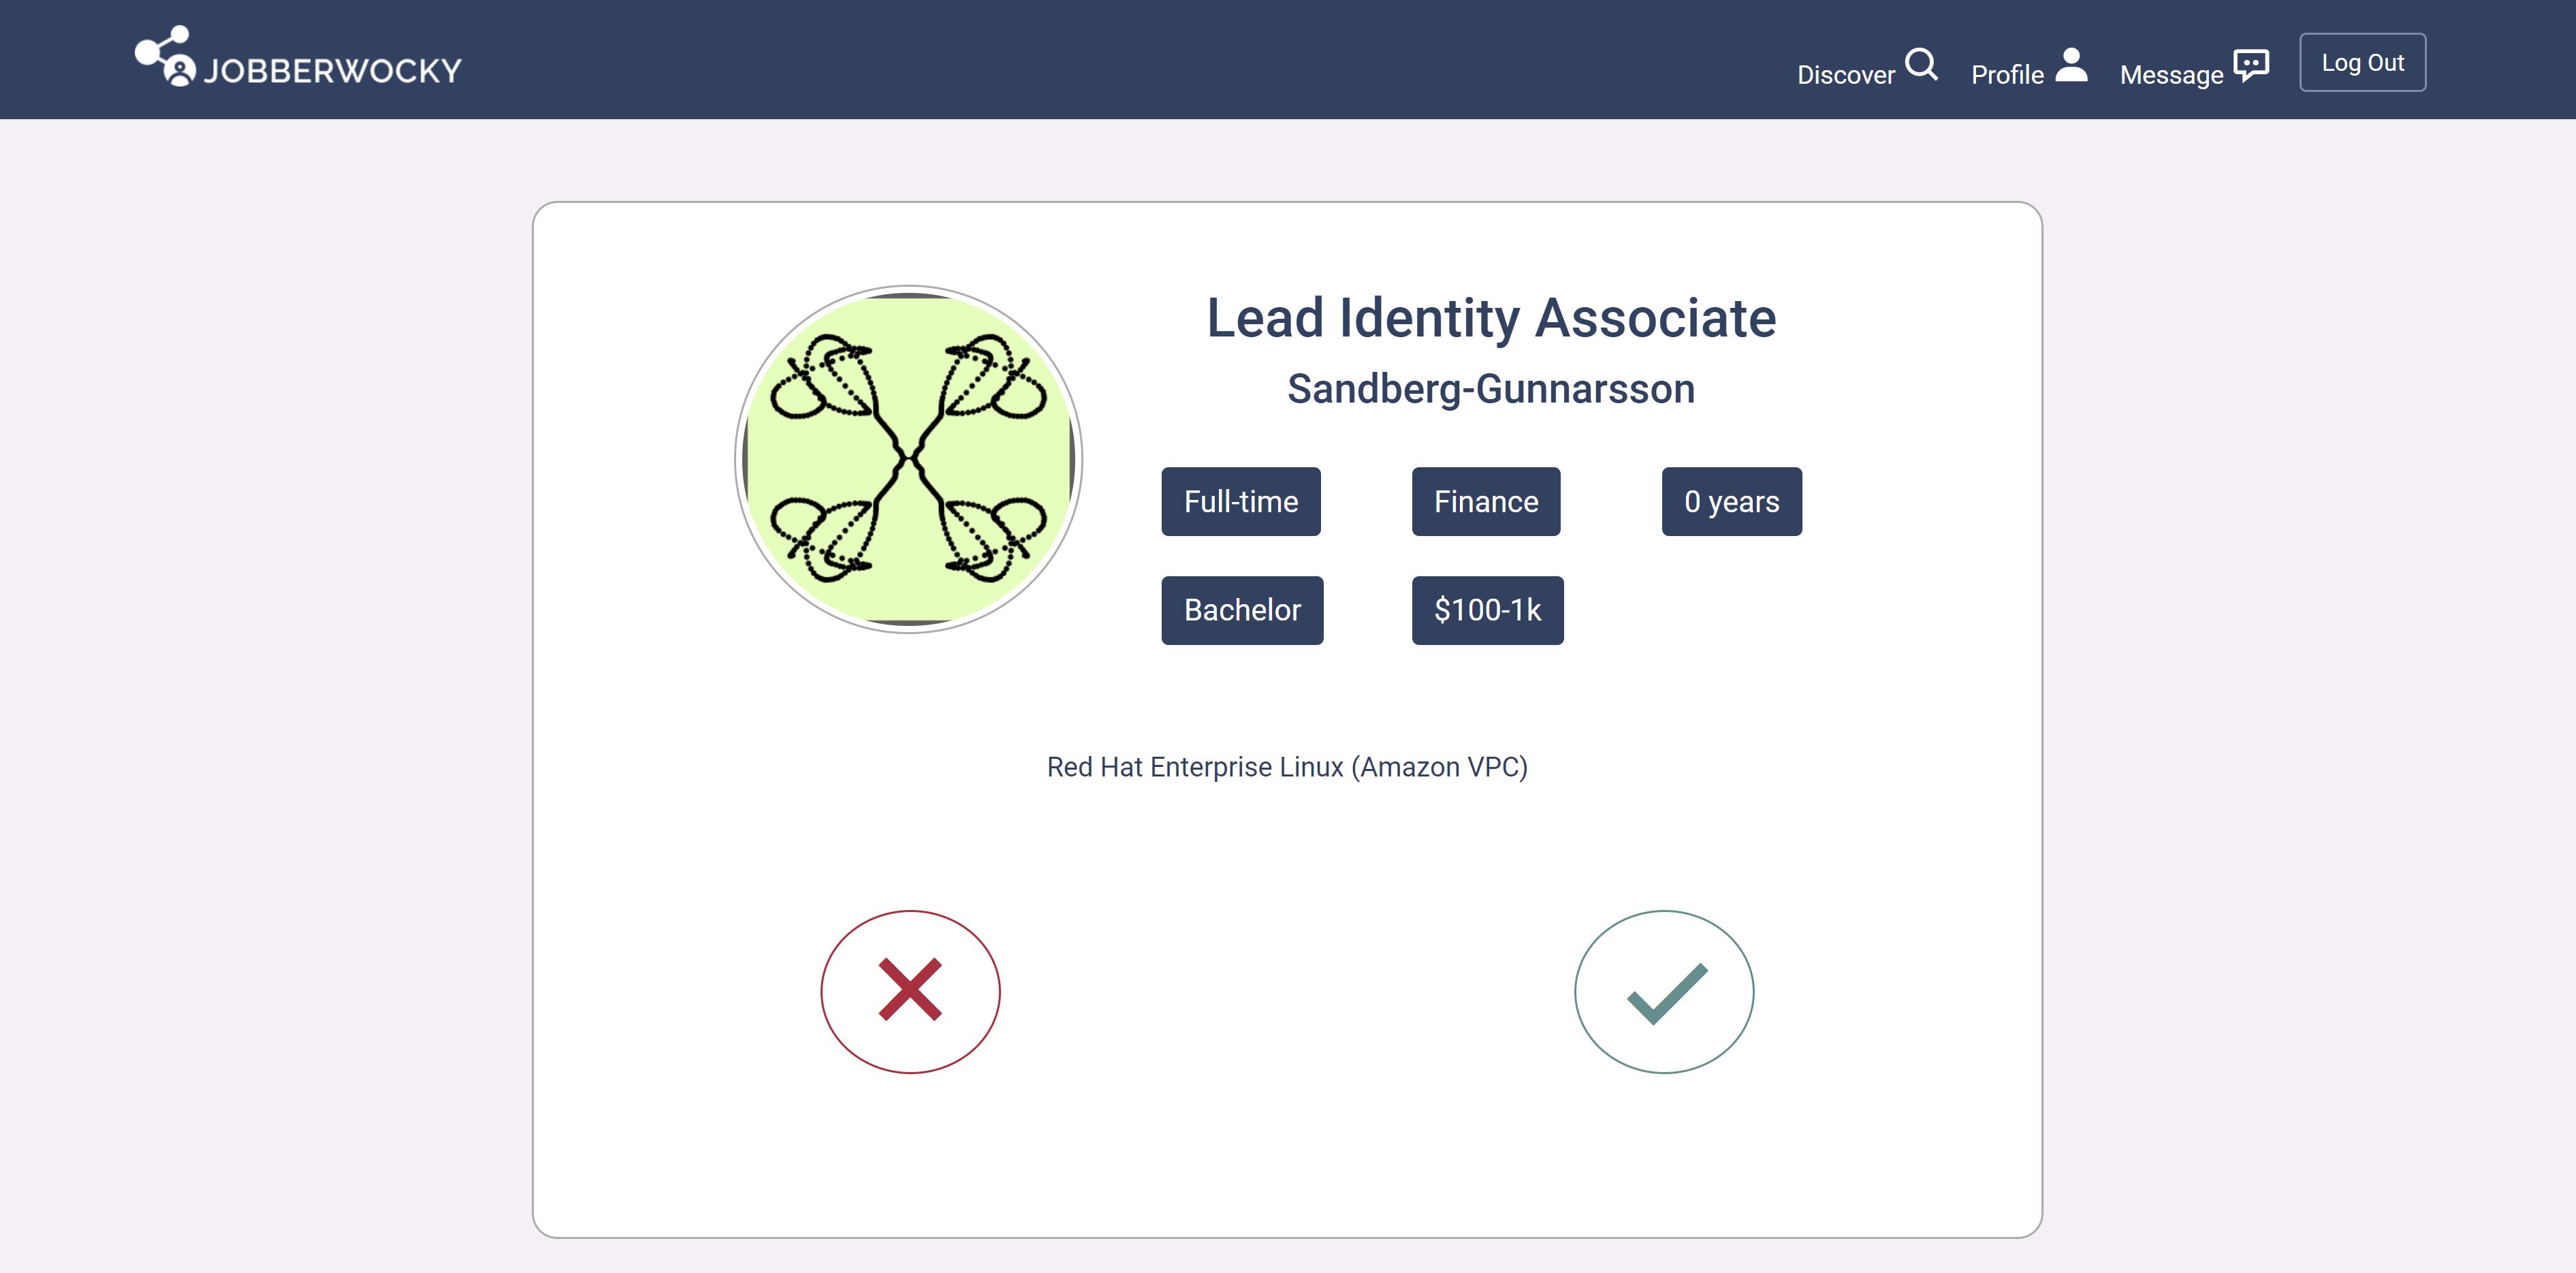 JOBBERWOCKY
Discover Profile Message Log Out
Lead Identity Associate
Sandberg-Gunnarsson
Full-time Finance 0 years
Bachelor $100-1k
Red Hat Enterprise Linux (Amazon VPC)